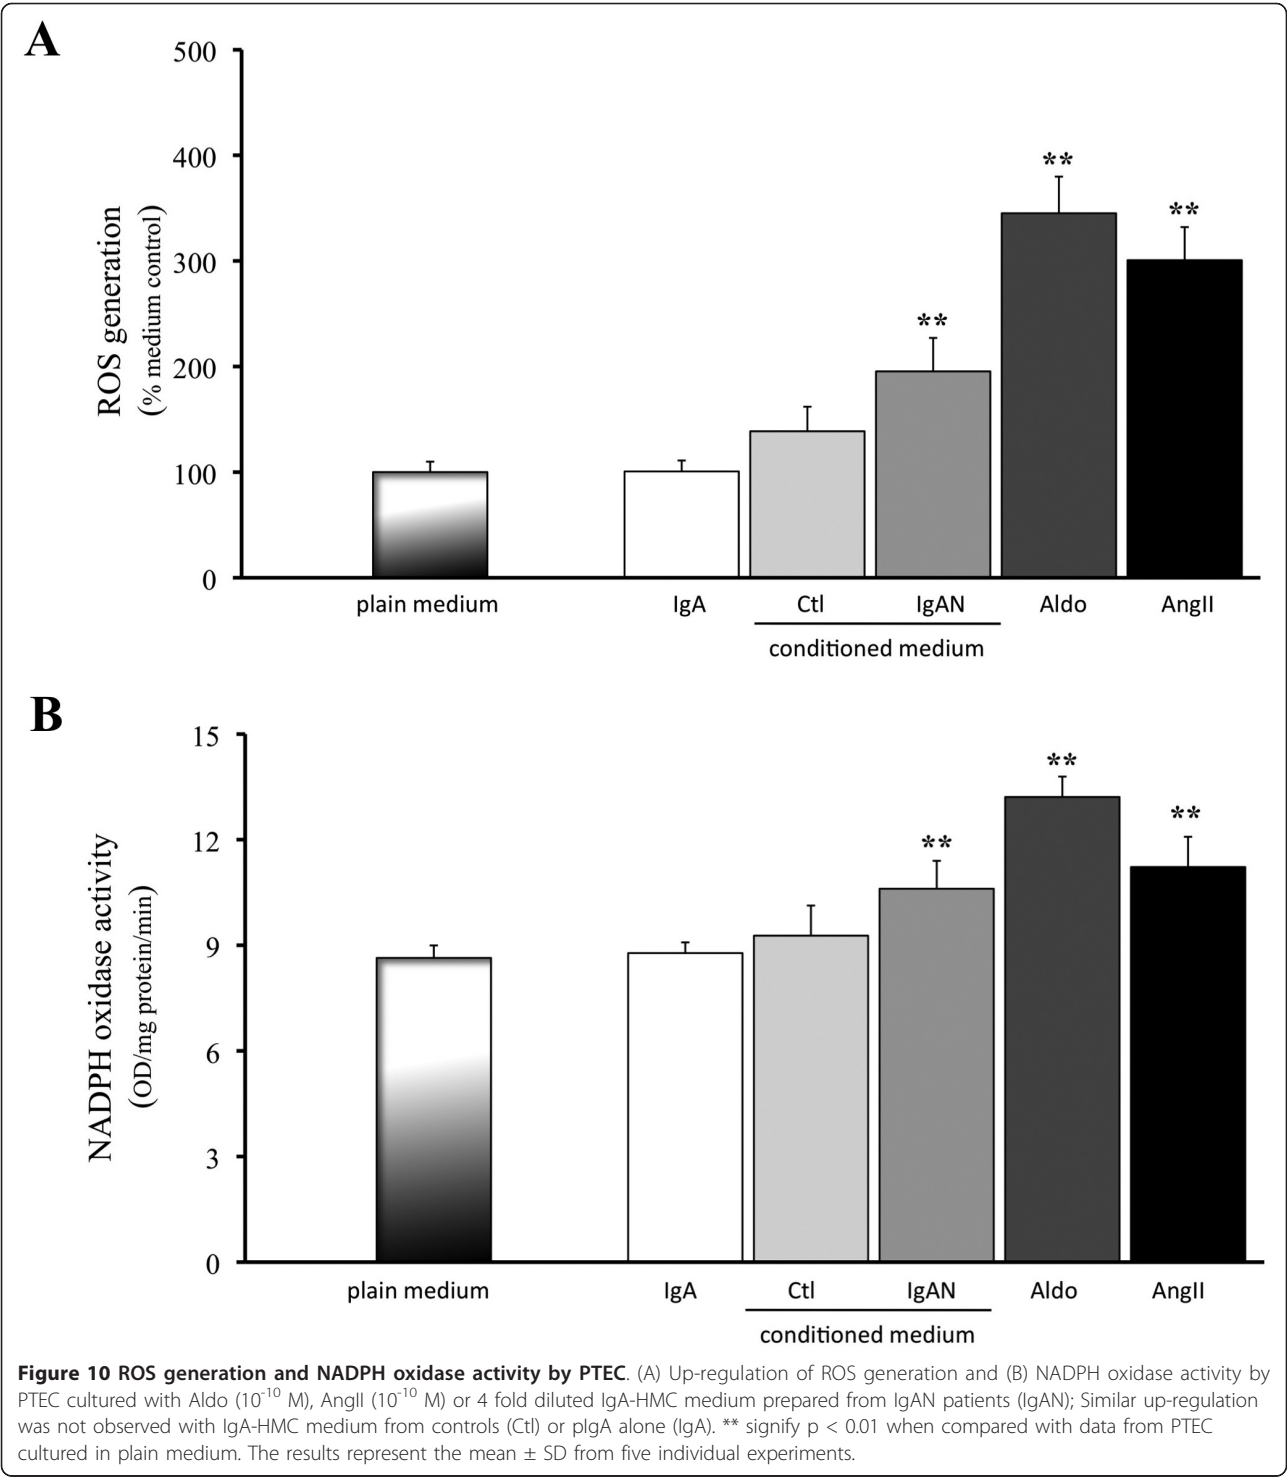 A
500
400
300
200
100
0
ROS generation
(% medium control)
**
**
**
plain medium IgA Ctl IgAN Aldo AngII
conditioned medium
B
15
12
9
6
3
0
NADPH oxidase activity
(OD/mg protein/min)
**
**
**
plain medium IgA Ctl IgAN Aldo AngII
conditioned medium
Figure 10 ROS generation and NADPH oxidase activity by PTEC. (A) Up-regulation of ROS generation and (B) NADPH oxidase activity by
PTEC cultured with Aldo (10⁻¹⁰ M), AngII (10⁻¹⁰ M) or 4 fold diluted IgA-HMC medium prepared from IgAN patients (IgAN); Similar up-regulation
was not observed with IgA-HMC medium from controls (Ctl) or pIgA alone (IgA). ** signify p < 0.01 when compared with data from PTEC
cultured in plain medium. The results represent the mean ± SD from five individual experiments.